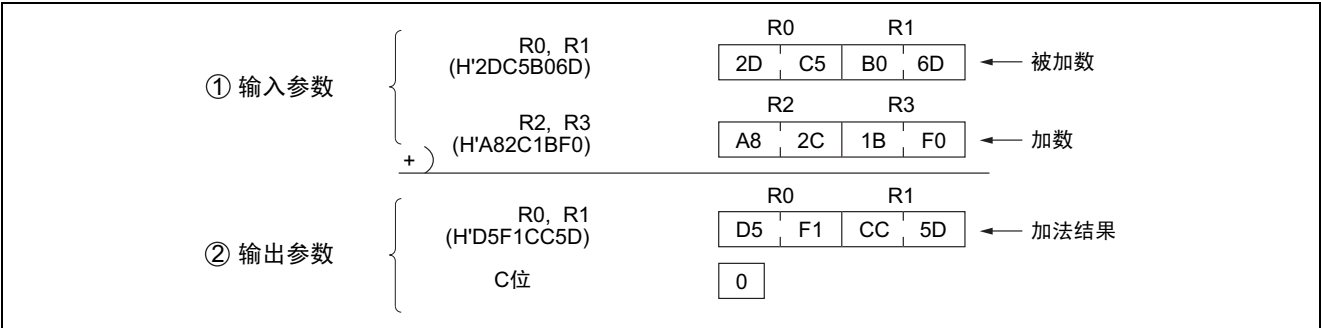 ① 输入参数
R0, R1
(H'2DC5B06D)
R0 R1
2D C5 B0 6D
被加数
R2, R3
(H'A82C1BF0)
R2 R3
A8 2C 1B F0
加数
+ )
② 输出参数
R0, R1
(H'D5F1CC5D)
R0 R1
D5 F1 CC 5D
加法结果
C位
0